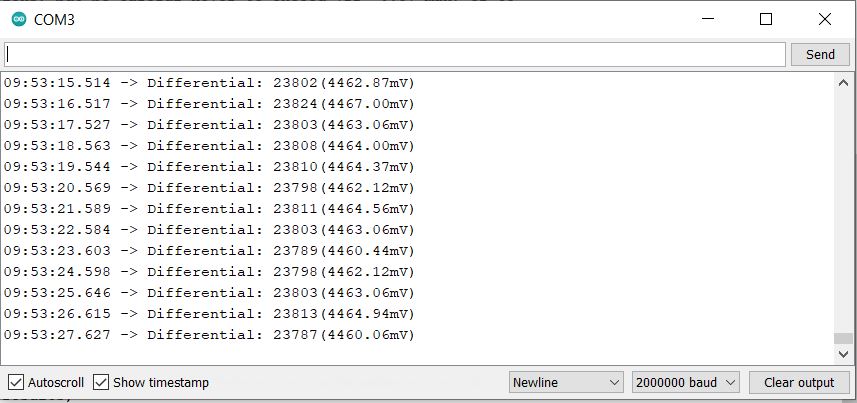 COM3
Send
09:53:15.514 -> Differential: 23802(4462.87mV)
09:53:16.517 -> Differential: 23824(4467.00mV)
09:53:17.527 -> Differential: 23803(4463.06mV)
09:53:18.563 -> Differential: 23808(4464.00mV)
09:53:19.544 -> Differential: 23810(4464.37mV)
09:53:20.569 -> Differential: 23798(4462.12mV)
09:53:21.589 -> Differential: 23811(4464.56mV)
09:53:22.584 -> Differential: 23803(4463.06mV)
09:53:23.603 -> Differential: 23789(4460.44mV)
09:53:24.598 -> Differential: 23798(4462.12mV)
09:53:25.646 -> Differential: 23803(4463.06mV)
09:53:26.615 -> Differential: 23813(4464.94mV)
09:53:27.627 -> Differential: 23787(4460.06mV)
Autoscroll Show timestamp Newline 2000000 baud Clear output